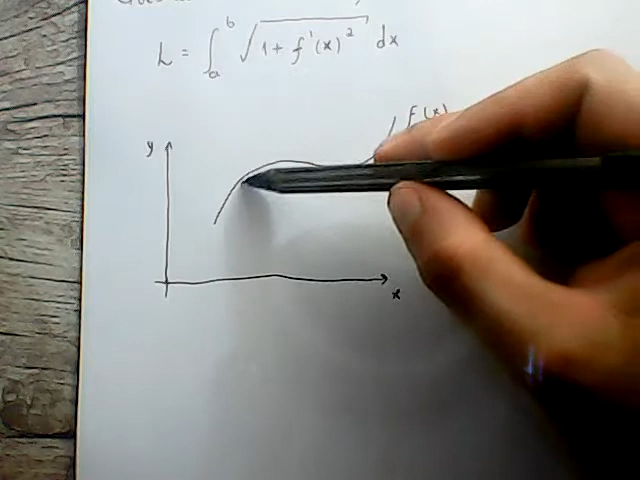 L = ∫_a^b √(1 + f'(x)²) dx
f(x)
y
x